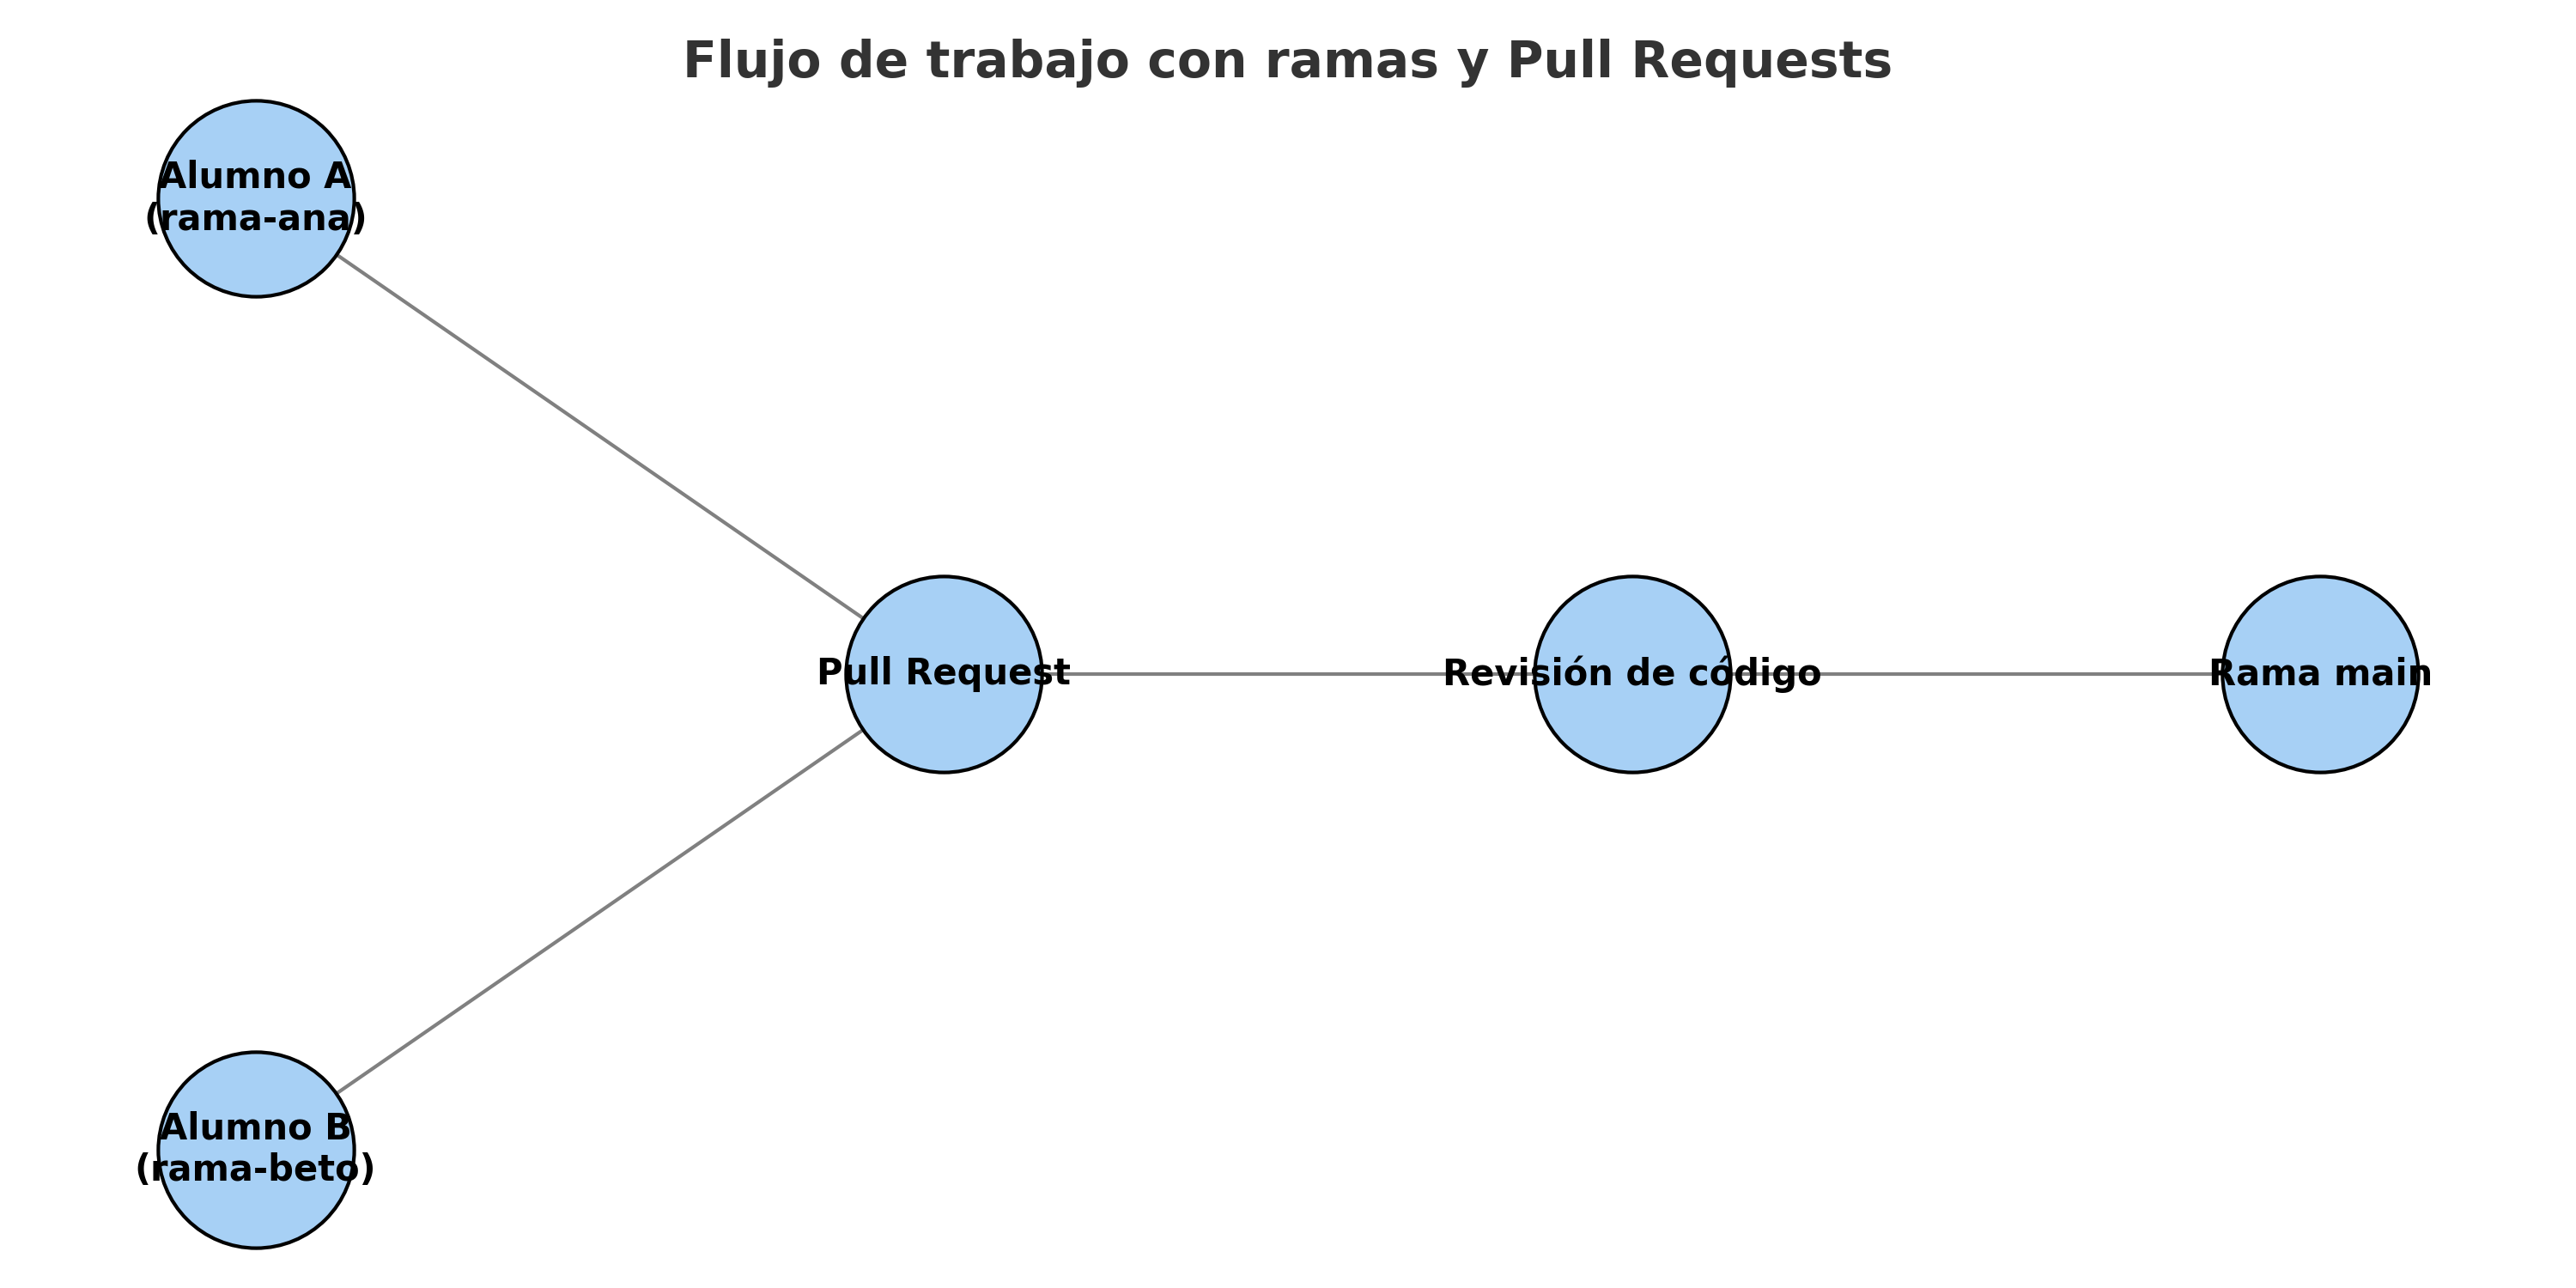 Flujo de trabajo con ramas y Pull Requests
Alumno A
(rama-ana)
Pull Request
Revisión de código
Rama main
Alumno B
(rama-beto)